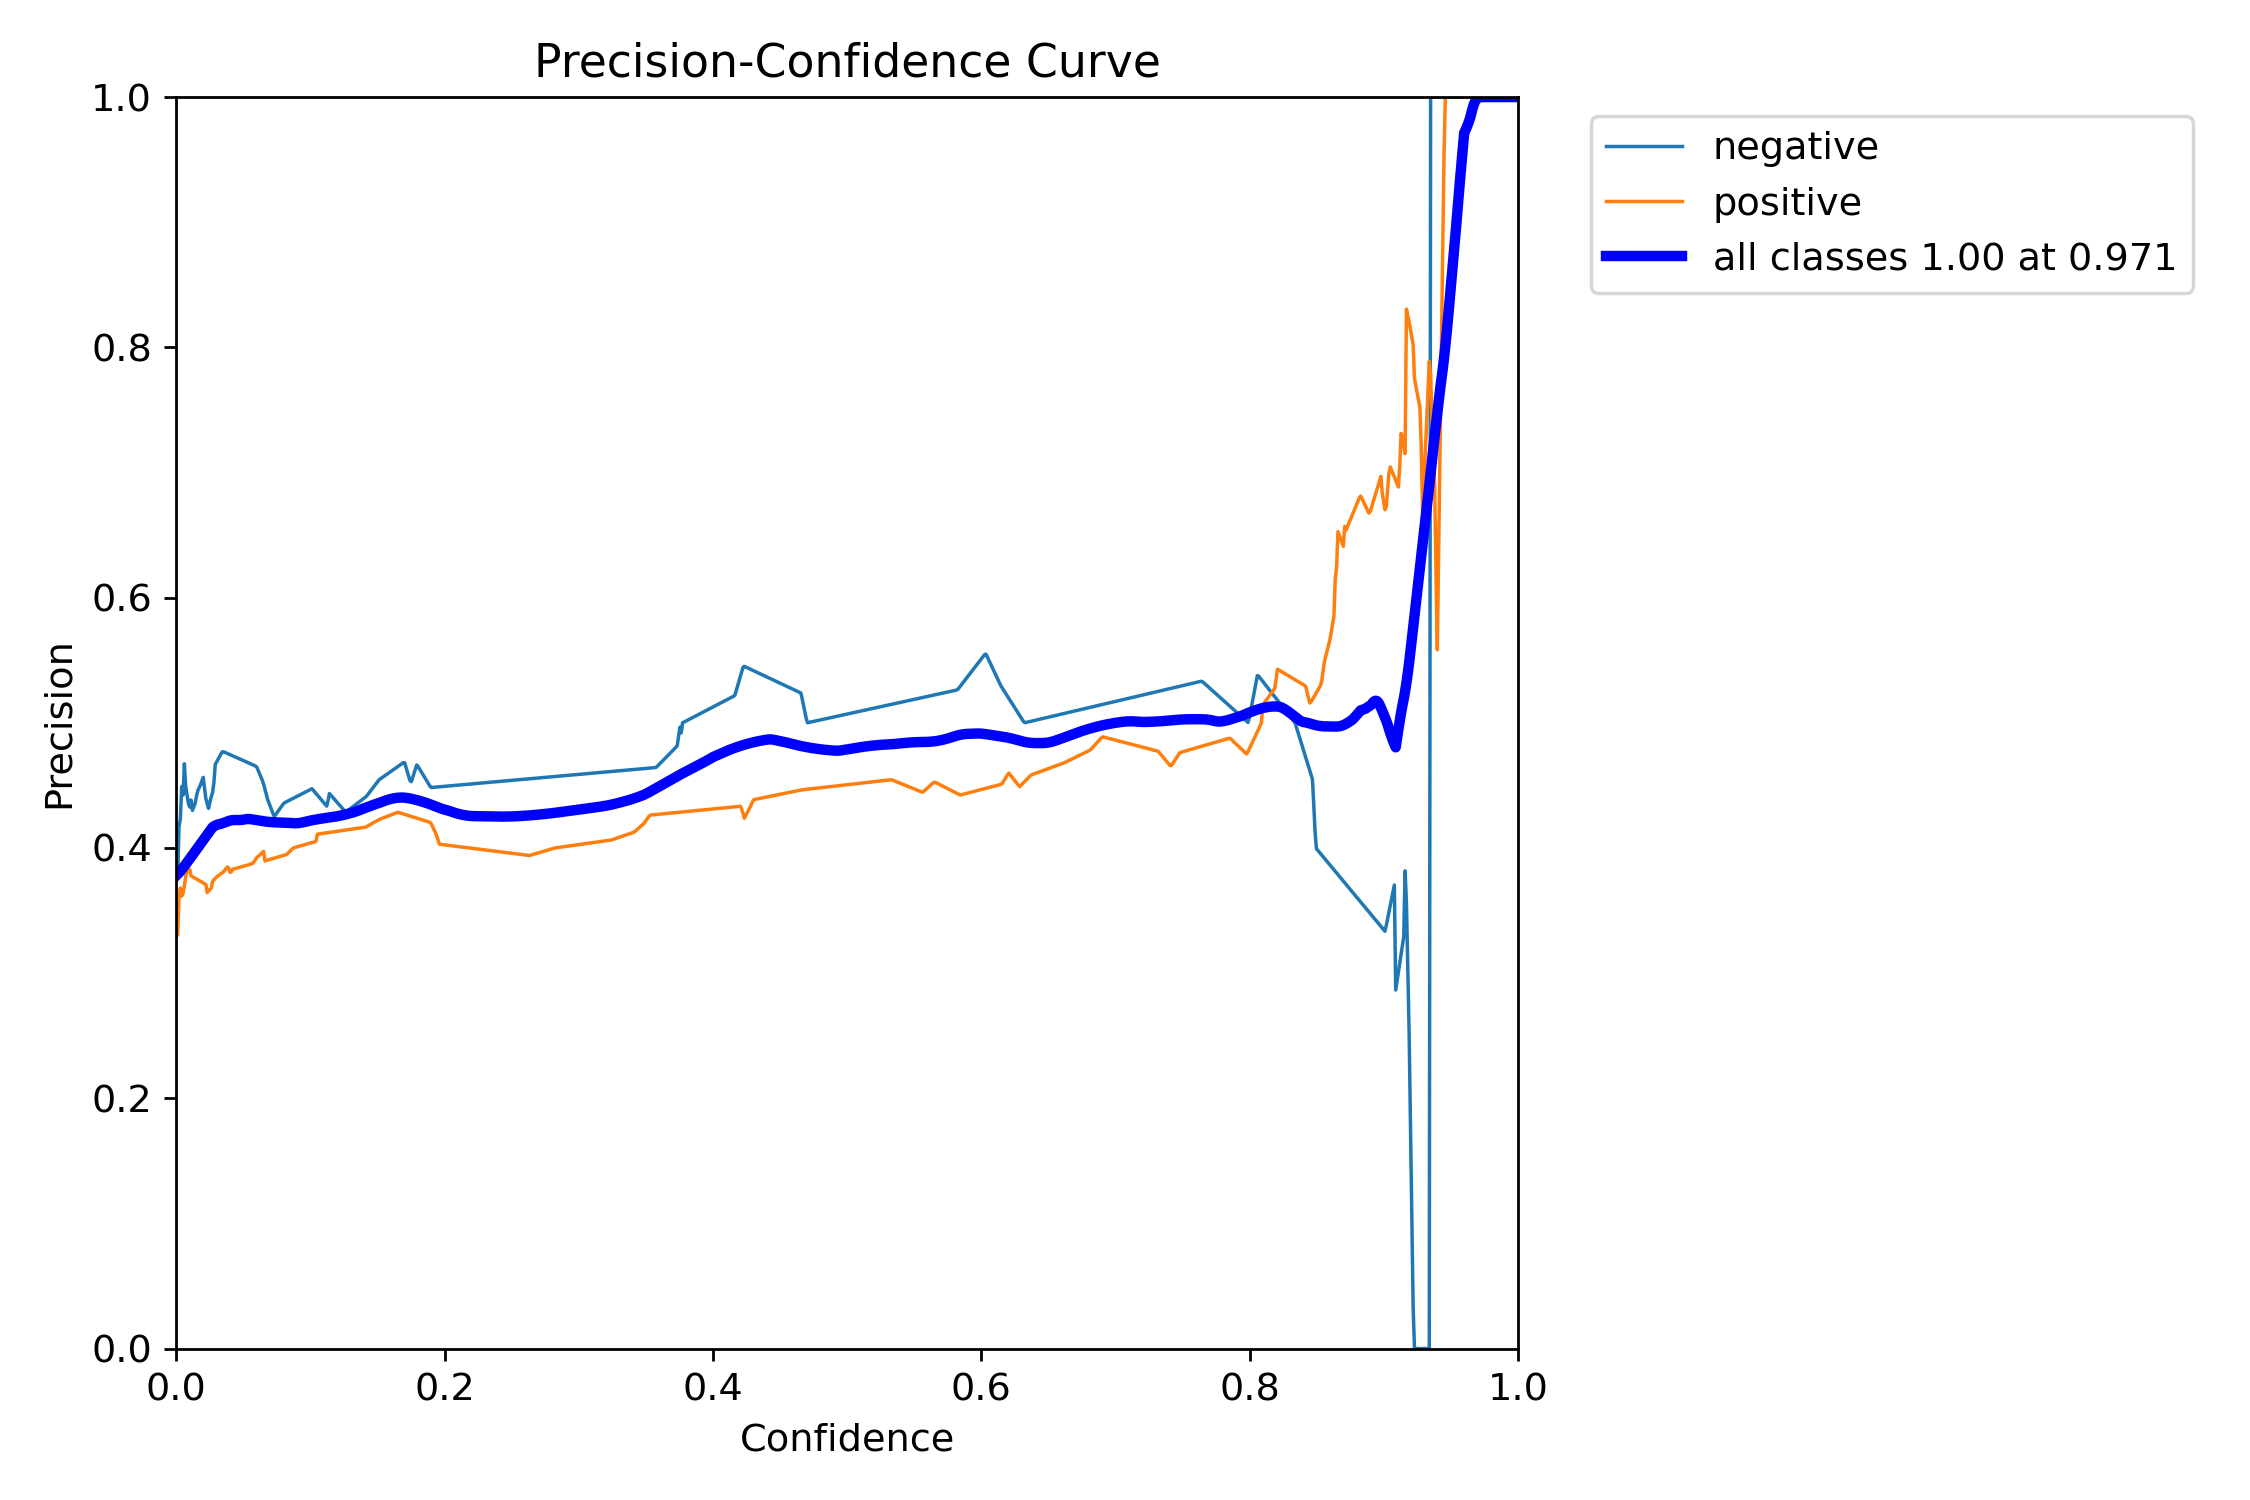 Precision-Confidence Curve
1.0
0.8
0.6
0.4
0.2
0.0
Precision
0.0 0.2 0.4 0.6 0.8 1.0
Confidence
negative
positive
all classes 1.00 at 0.971